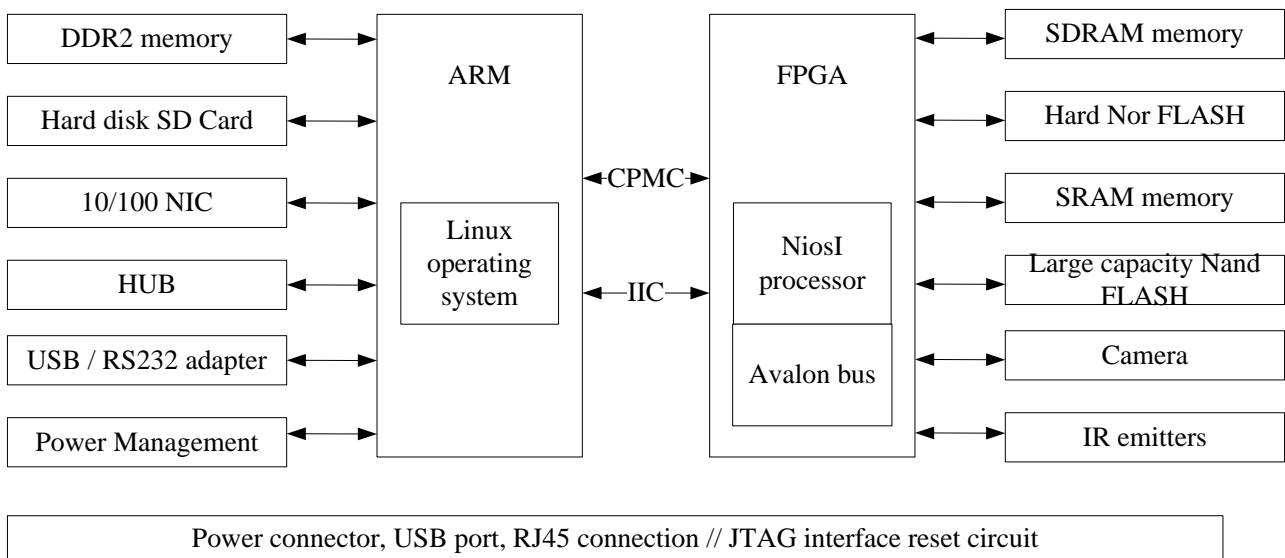 DDR2 memory
Hard disk SD Card
10/100 NIC
HUB
USB / RS232 adapter
Power Management
ARM
Linux
operating
system
CPMC
IIC
FPGA
NiosI
processor
Avalon bus
SDRAM memory
Hard Nor FLASH
SRAM memory
Large capacity Nand
FLASH
Camera
IR emitters
Power connector, USB port, RJ45 connection // JTAG interface reset circuit